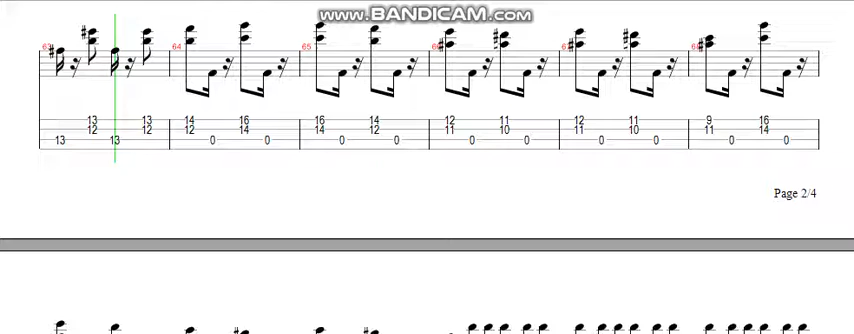 www.BANDICAM.com
63 64 65 66 67 68
13 13 14 16 16 14 12 11 12 11 9 16
12 12 12 14 14 12 11 10 11 10 11 14
13 13 0 0 0 0 0 0 0 0 0 0
Page 2/4